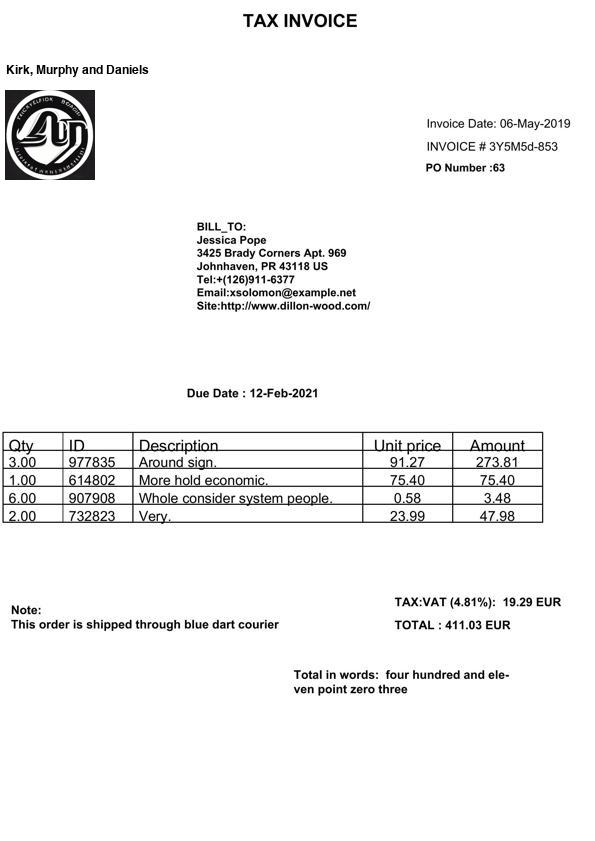 TAX INVOICE
Kirk, Murphy and Daniels
Invoice Date: 06-May-2019
INVOICE # 3Y5M5d-853
PO Number :63
BILL_TO:
Jessica Pope
3425 Brady Corners Apt. 969
Johnhaven, PR 43118 US
Tel:+(126)911-6377
Email:xsolomon@example.net
Site:http://www.dillon-wood.com/
Due Date : 12-Feb-2021
Qty ID Description Unit price Amount
3.00 977835 Around sign. 91.27 273.81
1.00 614802 More hold economic. 75.40 75.40
6.00 907908 Whole consider system people. 0.58 3.48
2.00 732823 Very. 23.99 47.98
TAX:VAT (4.81%): 19.29 EUR
Note:
This order is shipped through blue dart courier
TOTAL : 411.03 EUR
Total in words: four hundred and ele-
ven point zero three